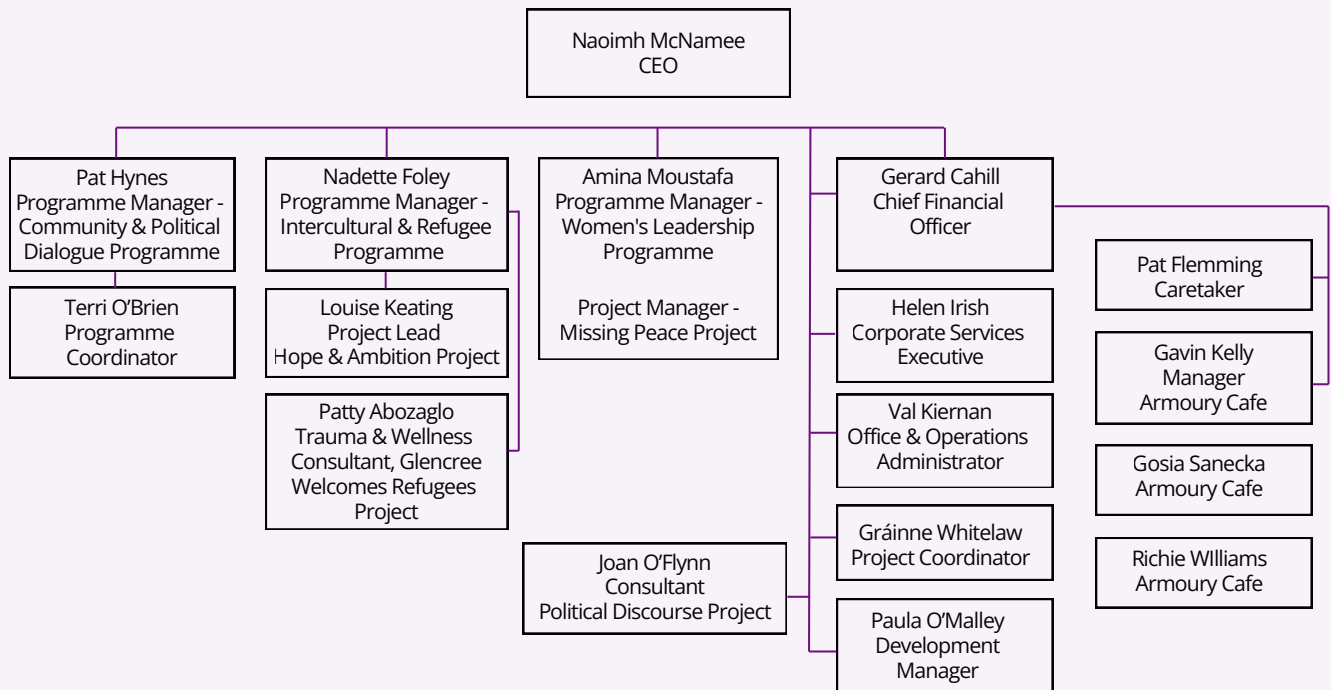 Naoimh McNamee
CEO
Pat Hynes
Programme Manager -
Community & Political
Dialogue Programme
Terri O’Brien
Programme
Coordinator
Nadette Foley
Programme Manager -
Intercultural & Refugee
Programme
Louise Keating
Project Lead
Hope & Ambition Project
Patty Abozaglo
Trauma & Wellness
Consultant, Glencree
Welcomes Refugees
Project
Amina Moustafa
Programme Manager -
Women's Leadership
Programme
Project Manager -
Missing Peace Project
Joan O’Flynn
Consultant
Political Discourse Project
Gerard Cahill
Chief Financial
Officer
Helen Irish
Corporate Services
Executive
Val Kiernan
Office & Operations
Administrator
Gráinne Whitelaw
Project Coordinator
Paula O’Malley
Development
Manager
Pat Flemming
Caretaker
Gavin Kelly
Manager
Armoury Cafe
Gosia Sanecka
Armoury Cafe
Richie WIlliams
Armoury Cafe